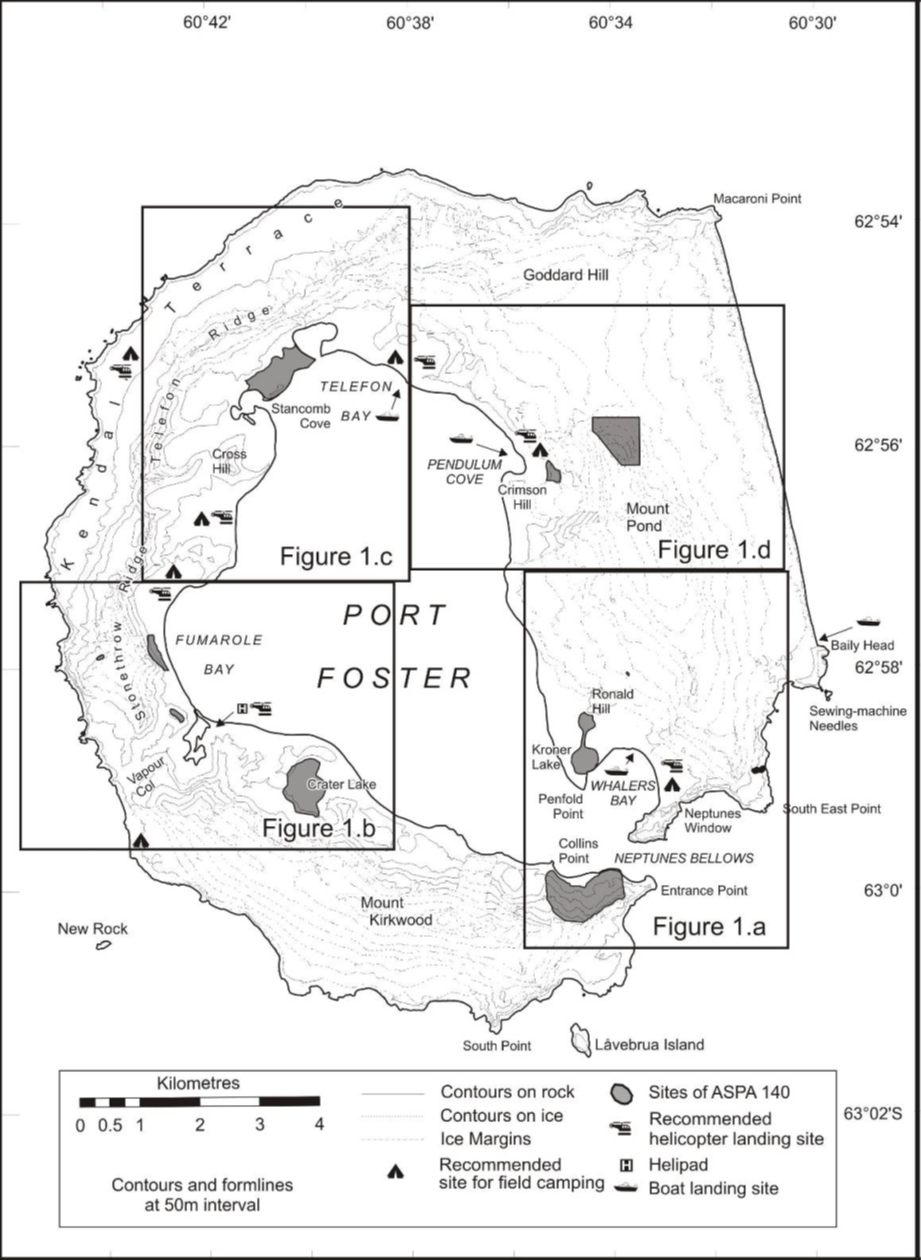 60°42'
60°38'
60°34'
60°30'
Macaroni Point
62°54'
Kendall Terrace
Goddard Hill
Telefon Ridge
TELEFON
BAY
Stancomb
Cove
Cross
Hill
62°56'
PENDULUM
COVE
Crimson
Hill
Mount
Pond
Figure 1.c
Figure 1.d
PORT
FOSTER
Stonethrow Ridge
FUMAROLE
BAY
Baily Head
62°58'
Sewing-machine
Needles
Ronald
Hill
H
Kroner
Lake
Vapour
Col
Crater Lake
WHALERS
BAY
Penfold
Point
Neptunes
Window
South East Point
Figure 1.b
Collins
Point
NEPTUNES BELLOWS
Entrance Point
63°0'
Mount
Kirkwood
Figure 1.a
New Rock
South Point
Låvebrua Island
Kilometres
0 0.5 1 2 3 4
Contours and formlines
at 50m interval
Contours on rock
Contours on ice
Ice Margins
Recommended
site for field camping
Sites of ASPA 140
Recommended
helicopter landing site
H Helipad
Boat landing site
63°02'S